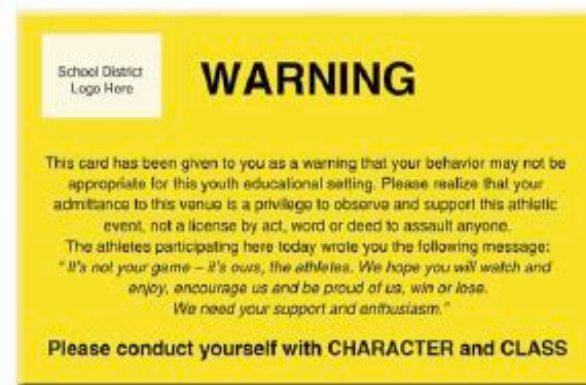 School District
Logo Here
WARNING
This card has been given to you as a warning that your behavior may not be
appropriate for this youth educational setting. Please realize that your
admittance to this venue is a privilege to observe and support this athletic
event, not a license by act, word or deed to assault anyone.
The athletes participating here today wrote you the following message:
" It's not your game – it's ours, the athletes. We hope you will watch and
enjoy, encourage us and be proud of us, win or lose.
We need your support and enthusiasm."
Please conduct yourself with CHARACTER and CLASS